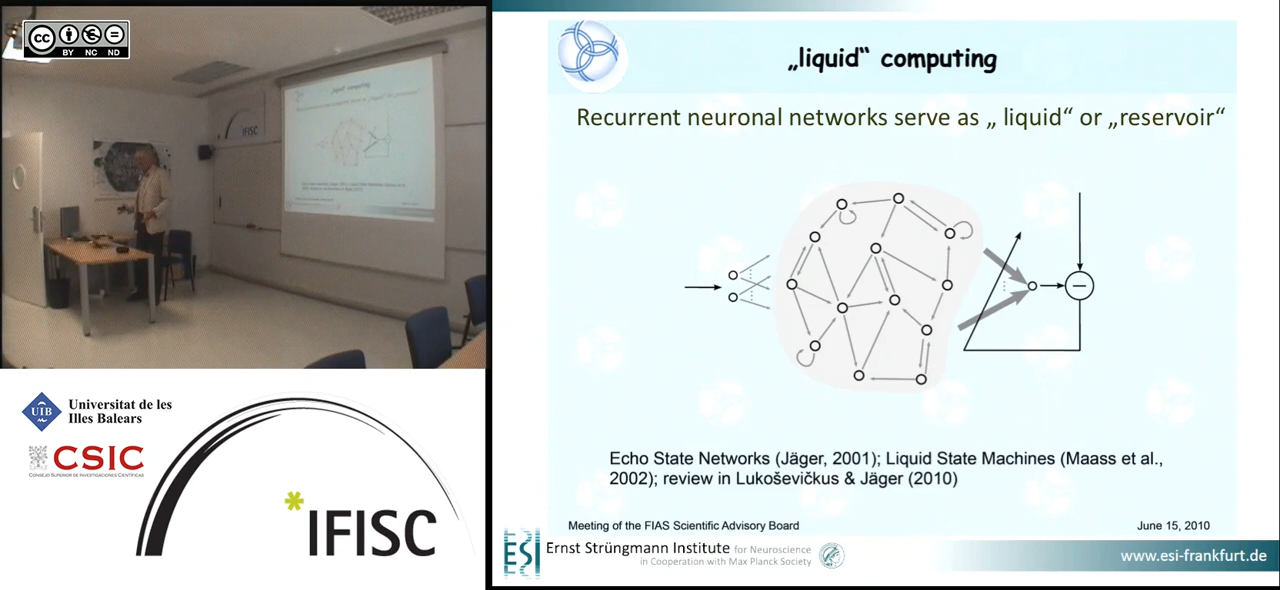 cc
BY NC ND
IFISC
UIB
Universitat de les
Illes Balears
CSIC
CONSEJO SUPERIOR DE INVESTIGACIONES CIENTÍFICAS
*IFISC
„liquid“ computing
Recurrent neuronal networks serve as „ liquid“ or „reservoir“
Echo State Networks (Jäger, 2001); Liquid State Machines (Maass et al.,
2002); review in Lukoševičkus & Jäger (2010)
Meeting of the FIAS Scientific Advisory Board
June 15, 2010
ESI
Ernst Strüngmann Institute for Neuroscience
in Cooperation with Max Planck Society
www.esi-frankfurt.de